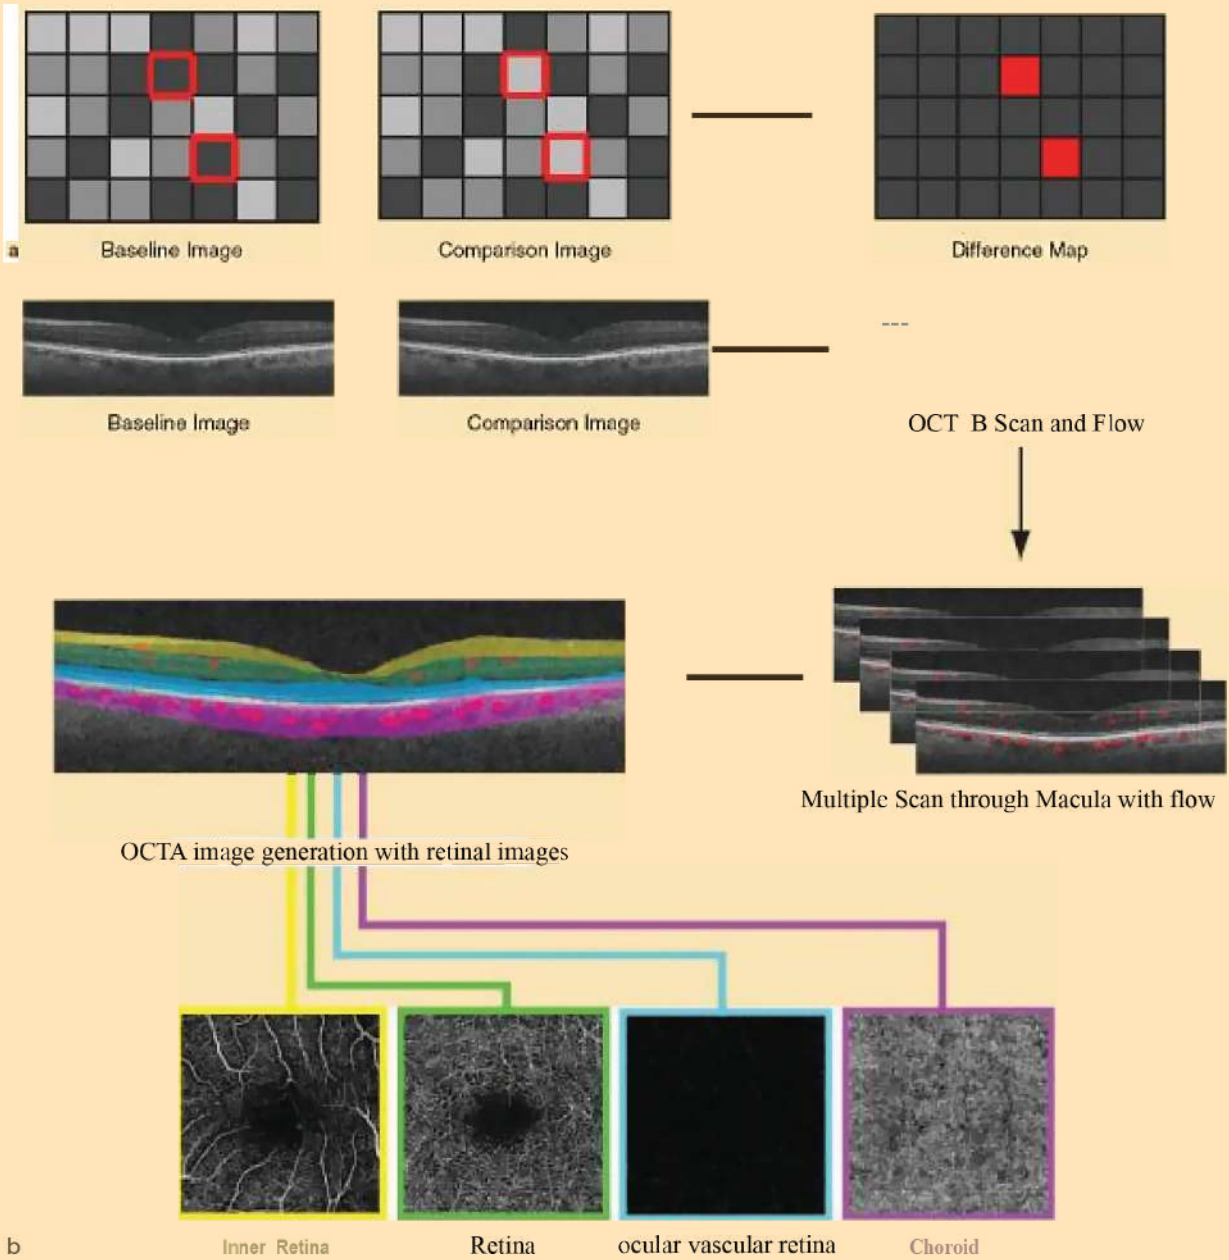 a
Baseline Image
Comparison Image
Difference Map
---
Baseline Image
Comparison Image
OCT B Scan and Flow
Multiple Scan through Macula with flow
OCTA image generation with retinal images
b
Inner Retina
Retina
ocular vascular retina
Choroid